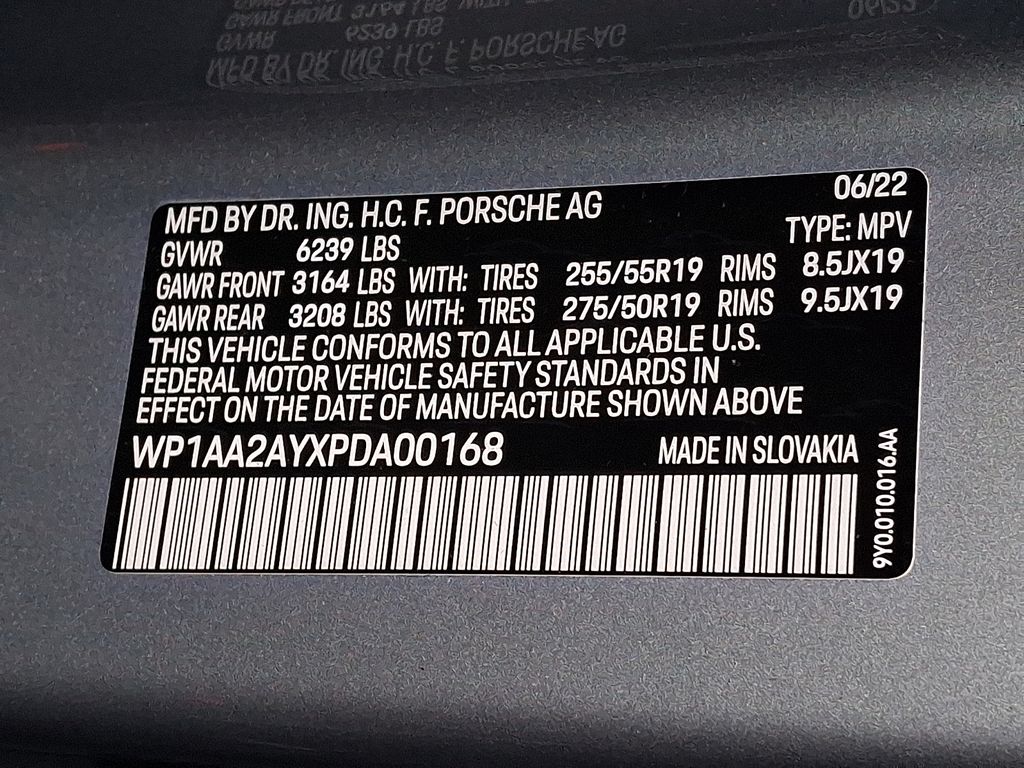 MFD BY DR. ING. H.C. F. PORSCHE AG 06/22
GVWR 6239 LBS TYPE: MPV
GAWR FRONT 3164 LBS WITH: TIRES 255/55R19 RIMS 8.5JX19
GAWR REAR 3208 LBS WITH: TIRES 275/50R19 RIMS 9.5JX19
THIS VEHICLE CONFORMS TO ALL APPLICABLE U.S.
FEDERAL MOTOR VEHICLE SAFETY STANDARDS IN
EFFECT ON THE DATE OF MANUFACTURE SHOWN ABOVE
WP1AA2AYXPDA00168 MADE IN SLOVAKIA
9Y0.010.016.AA